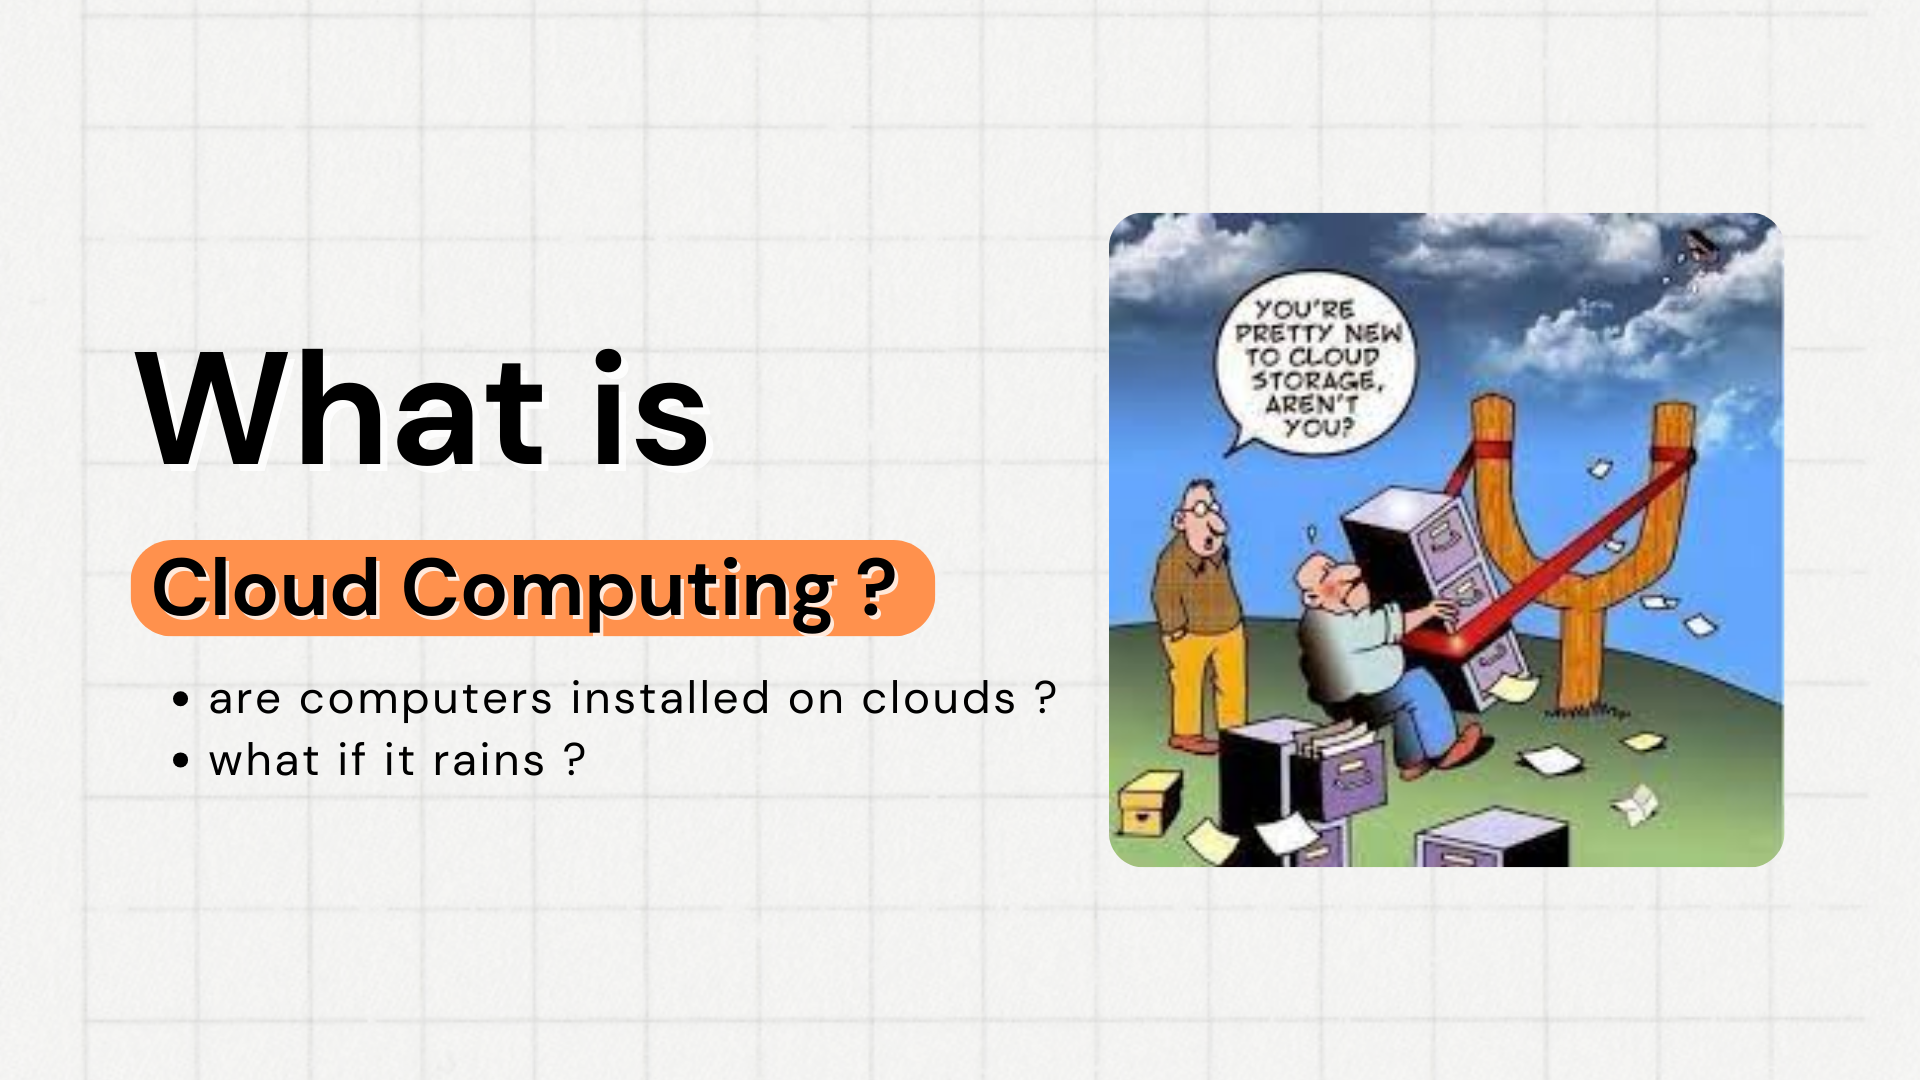 What is
Cloud Computing ?
• are computers installed on clouds ?
• what if it rains ?
YOU'RE
PRETTY NEW
TO CLOUD
STORAGE,
AREN'T
YOU?